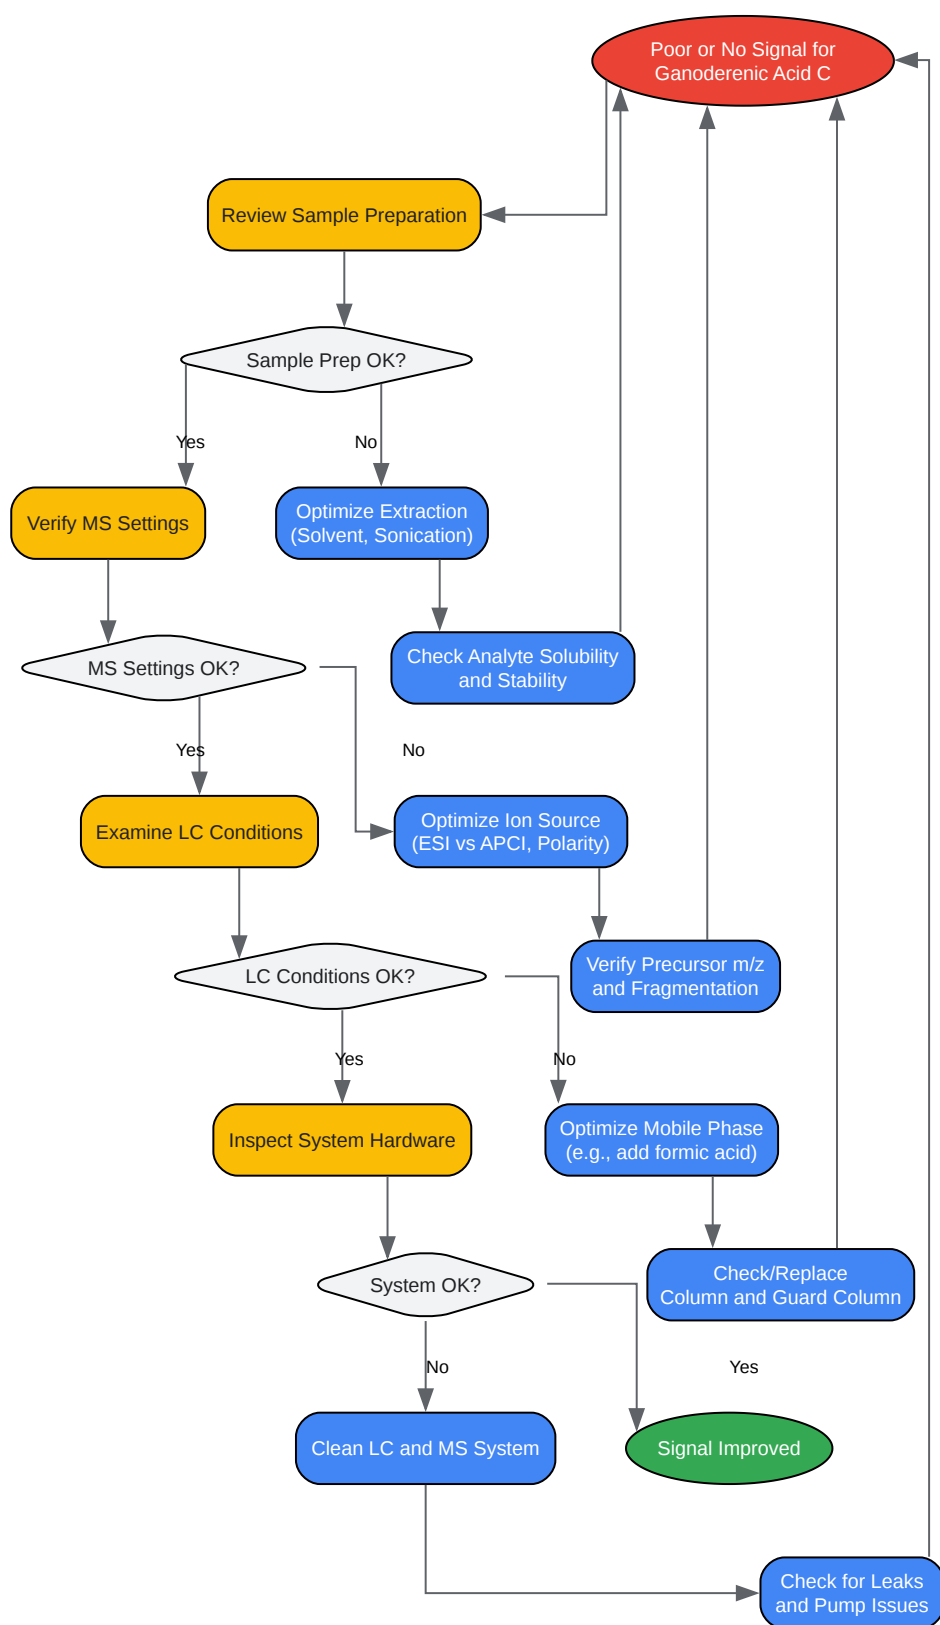 Poor or No Signal for
Ganoderenic Acid C
Review Sample Preparation
Sample Prep OK?
Yes
No
Verify MS Settings
Optimize Extraction
(Solvent, Sonication)
MS Settings OK?
Check Analyte Solubility
and Stability
Yes
No
Examine LC Conditions
Optimize Ion Source
(ESI vs APCI, Polarity)
LC Conditions OK?
Verify Precursor m/z
and Fragmentation
Yes
No
Inspect System Hardware
Optimize Mobile Phase
(e.g., add formic acid)
System OK?
Check/Replace
Column and Guard Column
No
Yes
Clean LC and MS System
Signal Improved
Check for Leaks
and Pump Issues